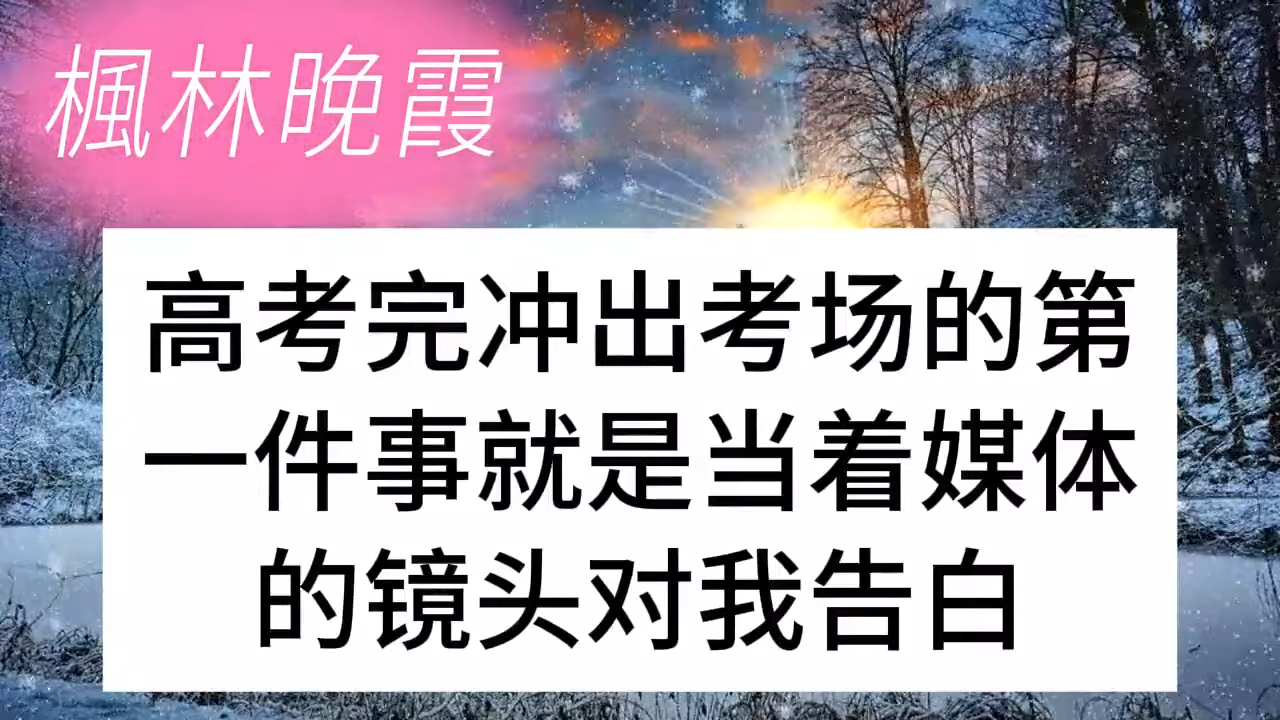 楓林晚霞
高考完冲出考场的第
一件事就是当着媒体
的镜头对我告白